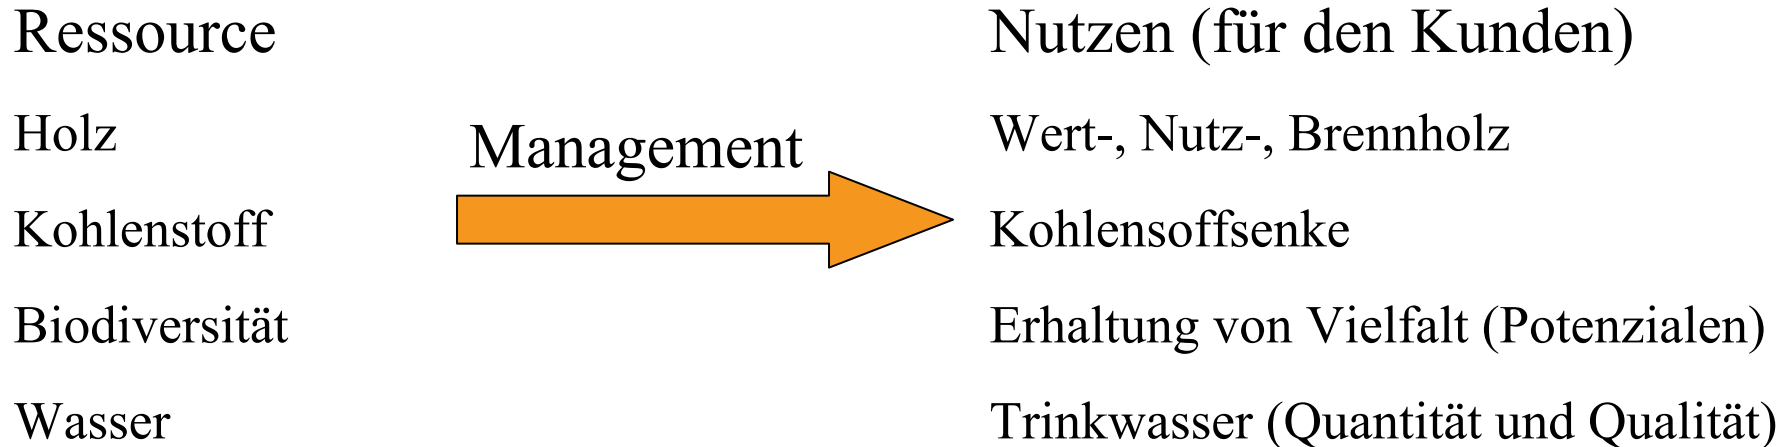 Ressource
Nutzen (für den Kunden)
Holz
Management
Wert-, Nutz-, Brennholz
Kohlenstoff
Kohlensoffsenke
Biodiversität
Erhaltung von Vielfalt (Potenzialen)
Wasser
Trinkwasser (Quantität und Qualität)